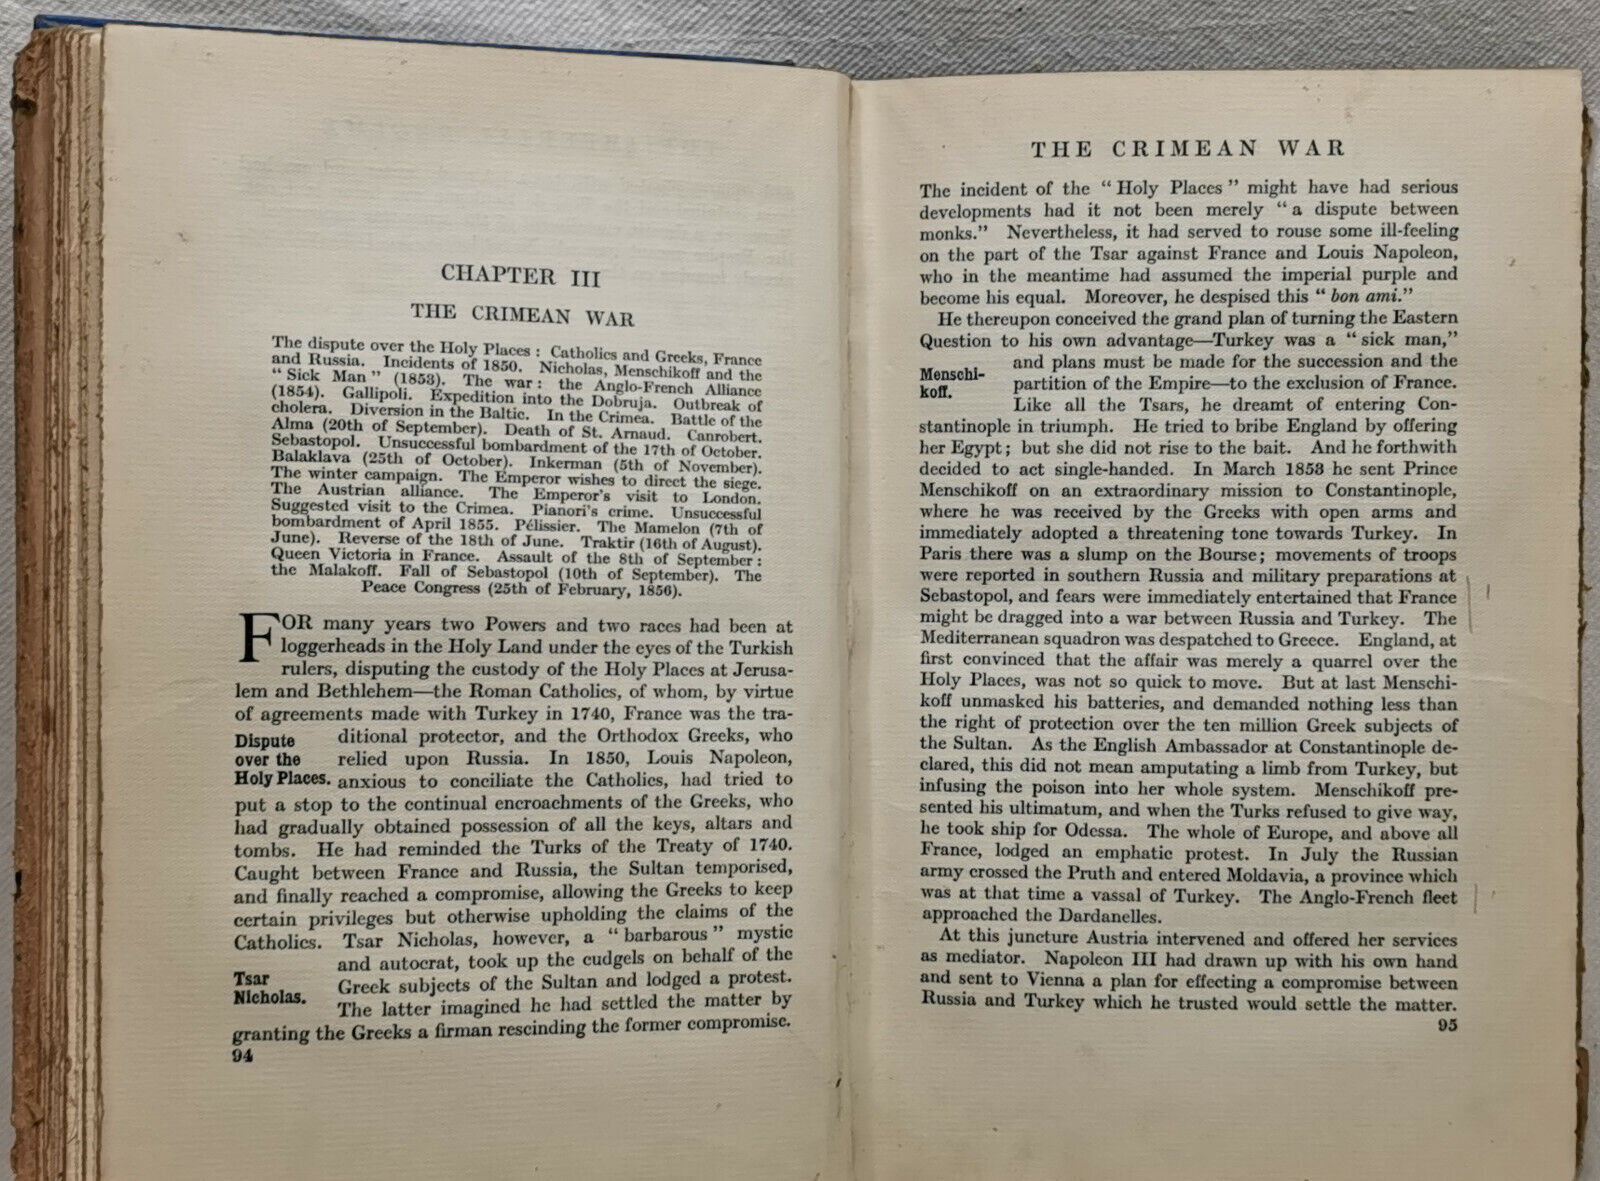 CHAPTER III
THE CRIMEAN WAR
The dispute over the Holy Places : Catholics and Greeks, France
and Russia. Incidents of 1850. Nicholas, Menschikoff and the
“ Sick Man ” (1853). The war : the Anglo-French Alliance
(1854). Gallipoli. Expedition into the Dobruja. Outbreak of
cholera. Diversion in the Baltic. In the Crimea. Battle of the
Alma (20th of September). Death of St. Arnaud. Canrobert.
Sebastopol. Unsuccessful bombardment of the 17th of October.
Balaklava (25th of October). Inkerman (5th of November).
The winter campaign. The Emperor wishes to direct the siege.
The Austrian alliance. The Emperor's visit to London.
Suggested visit to the Crimea. Pianori's crime. Unsuccessful
bombardment of April 1855. Pélissier. The Mamelon (7th of
June). Reverse of the 18th of June. Traktir (16th of August).
Queen Victoria in France. Assault of the 8th of September :
the Malakoff. Fall of Sebastopol (10th of September). The
Peace Congress (25th of February, 1856).
FOR many years two Powers and two races had been at
loggerheads in the Holy Land under the eyes of the Turkish
rulers, disputing the custody of the Holy Places at Jerusa-
lem and Bethlehem—the Roman Catholics, of whom, by virtue
of agreements made with Turkey in 1740, France was the tra-
Dispute over the Holy Places.
ditional protector, and the Orthodox Greeks, who
relied upon Russia. In 1850, Louis Napoleon,
anxious to conciliate the Catholics, had tried to
put a stop to the continual encroachments of the Greeks, who
had gradually obtained possession of all the keys, altars and
tombs. He had reminded the Turks of the Treaty of 1740.
Caught between France and Russia, the Sultan temporised,
and finally reached a compromise, allowing the Greeks to keep
certain privileges but otherwise upholding the claims of the
Catholics. Tsar Nicholas, however, a “ barbarous ” mystic
Tsar Nicholas.
and autocrat, took up the cudgels on behalf of the
Greek subjects of the Sultan and lodged a protest.
The latter imagined he had settled the matter by
granting the Greeks a firman rescinding the former compromise.
94
THE CRIMEAN WAR
The incident of the “ Holy Places ” might have had serious
developments had it not been merely “ a dispute between
monks.” Nevertheless, it had served to rouse some ill-feeling
on the part of the Tsar against France and Louis Napoleon,
who in the meantime had assumed the imperial purple and
become his equal. Moreover, he despised this “ bon ami.”
He thereupon conceived the grand plan of turning the Eastern
Question to his own advantage—Turkey was a “ sick man,”
Menschi-
koff.
and plans must be made for the succession and the
partition of the Empire—to the exclusion of France.
Like all the Tsars, he dreamt of entering Con-
stantinople in triumph. He tried to bribe England by offering
her Egypt ; but she did not rise to the bait. And he forthwith
decided to act single-handed. In March 1853 he sent Prince
Menschikoff on an extraordinary mission to Constantinople,
where he was received by the Greeks with open arms and
immediately adopted a threatening tone towards Turkey. In
Paris there was a slump on the Bourse ; movements of troops
were reported in southern Russia and military preparations at
Sebastopol, and fears were immediately entertained that France
might be dragged into a war between Russia and Turkey. The
Mediterranean squadron was despatched to Greece. England, at
first convinced that the affair was merely a quarrel over the
Holy Places, was not so quick to move. But at last Menschi-
koff unmasked his batteries, and demanded nothing less than
the right of protection over the ten million Greek subjects of
the Sultan. As the English Ambassador at Constantinople de-
clared, this did not mean amputating a limb from Turkey, but
infusing the poison into her whole system. Menschikoff pre-
sented his ultimatum, and when the Turks refused to give way,
he took ship for Odessa. The whole of Europe, and above all
France, lodged an emphatic protest. In July the Russian
army crossed the Pruth and entered Moldavia, a province which
was at that time a vassal of Turkey. The Anglo-French fleet
approached the Dardanelles.
At this juncture Austria intervened and offered her services
as mediator. Napoleon III had drawn up with his own hand
and sent to Vienna a plan for effecting a compromise between
Russia and Turkey which he trusted would settle the matter.
95